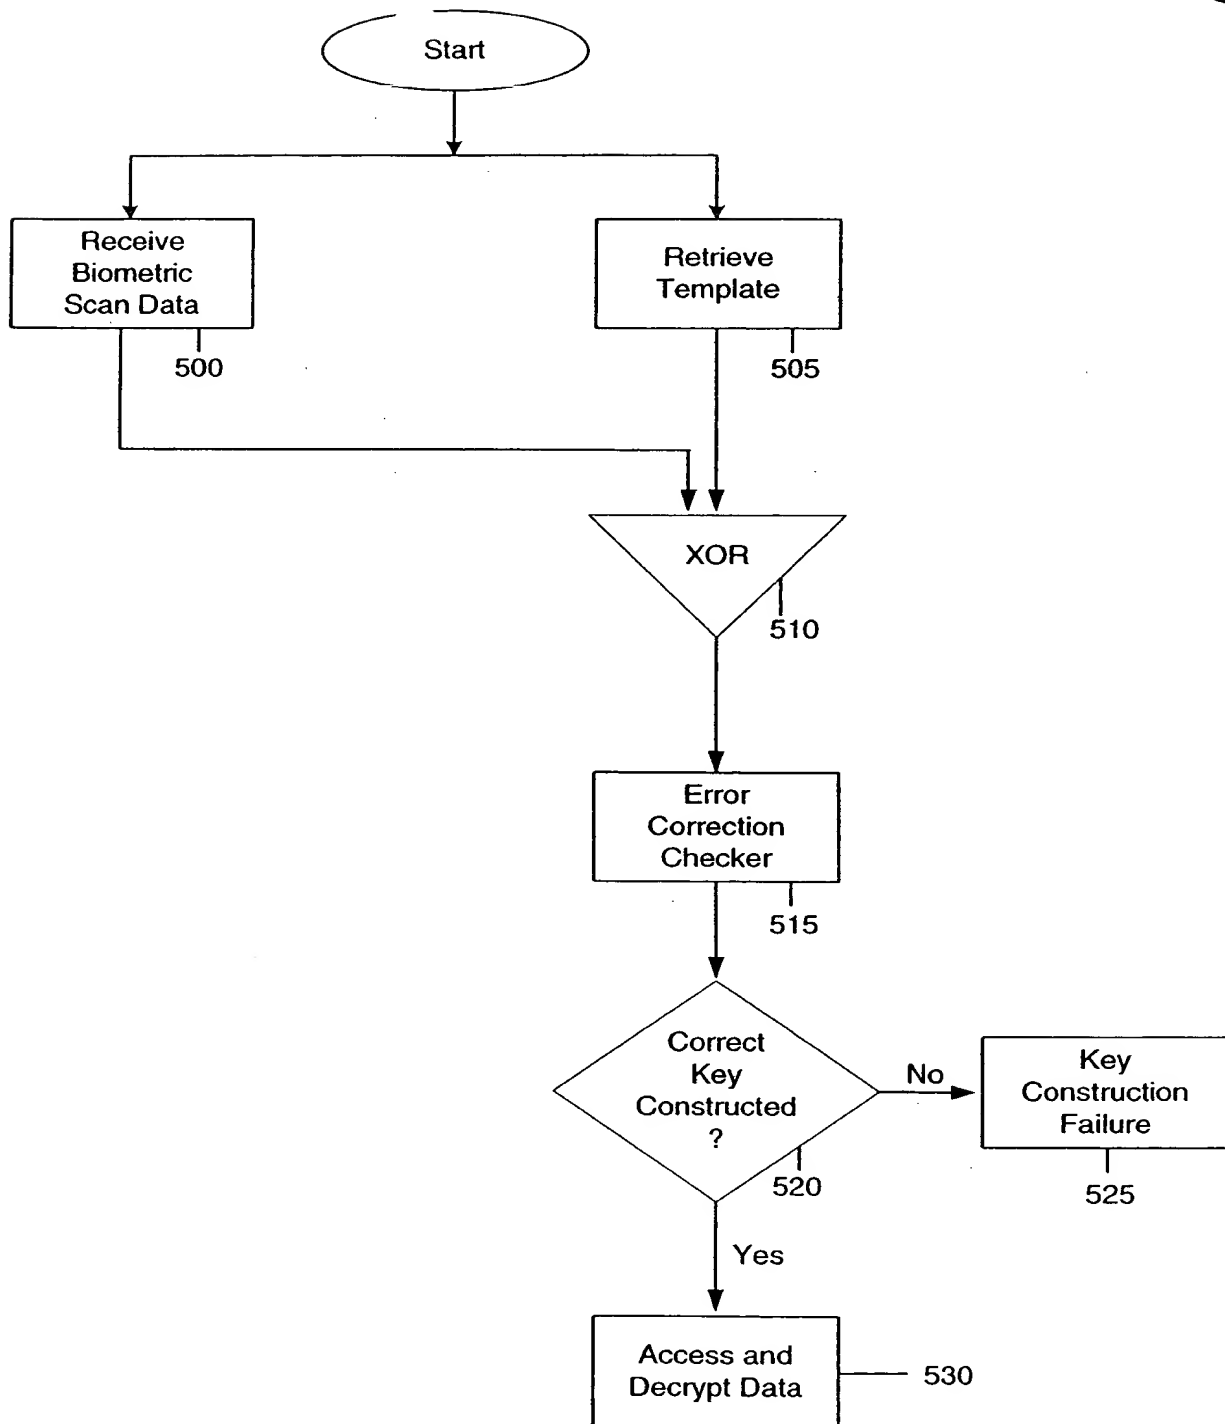 Start
Receive
Biometric
Scan Data
500
Retrieve
Template
505
XOR
510
Error
Correction
Checker
515
Correct
Key
Constructed
?
520
No
Key
Construction
Failure
525
Yes
Access and
Decrypt Data
530